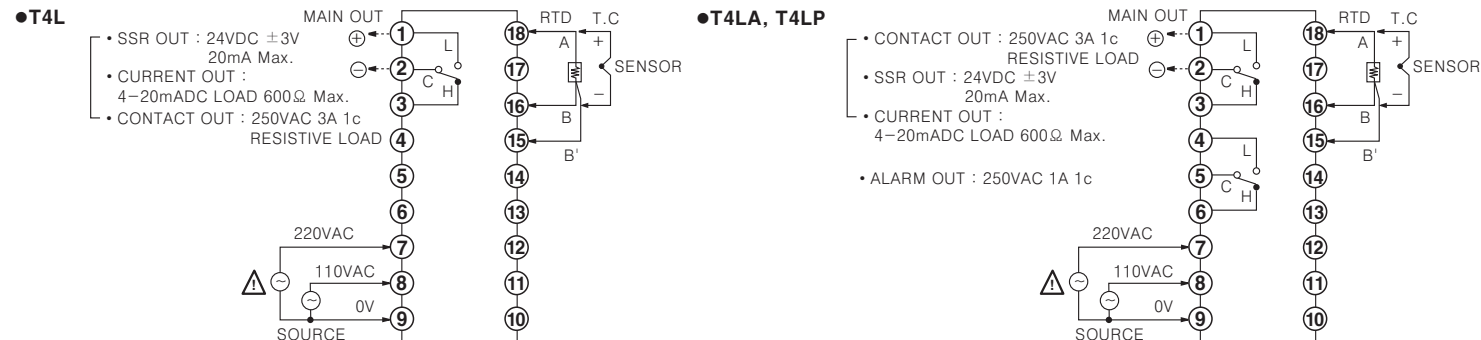 ●T4L
• SSR OUT : 24VDC ±3V
20mA Max.
• CURRENT OUT :
4-20mADC LOAD 600Ω Max.
• CONTACT OUT : 250VAC 3A 1c
RESISTIVE LOAD
MAIN OUT
+
−
L
C
H
1
2
3
4
5
6
7
8
9
220VAC
110VAC
0V
SOURCE
18
17
16
15
14
13
12
11
10
RTD
T.C
A
B
B'
+
−
SENSOR
●T4LA, T4LP
• CONTACT OUT : 250VAC 3A 1c
RESISTIVE LOAD
• SSR OUT : 24VDC ±3V
20mA Max.
• CURRENT OUT :
4-20mADC LOAD 600Ω Max.
• ALARM OUT : 250VAC 1A 1c
MAIN OUT
+
−
L
C
H
L
C
H
1
2
3
4
5
6
7
8
9
220VAC
110VAC
0V
SOURCE
18
17
16
15
14
13
12
11
10
RTD
T.C
A
B
B'
+
−
SENSOR